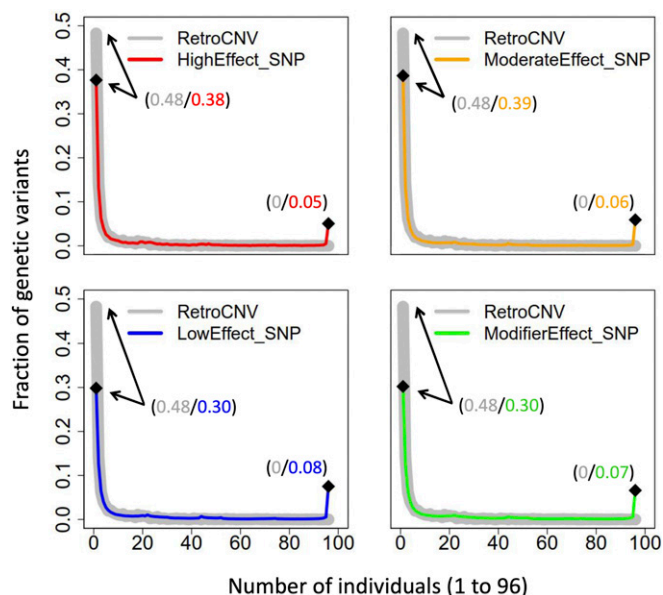 RetroCNV
HighEffect_SNP
(0.48/0.38)
(0/0.05)
RetroCNV
ModerateEffect_SNP
(0.48/0.39)
(0/0.06)
0.5
0.4
0.3
0.2
0.1
0.0
RetroCNV
LowEffect_SNP
(0.48/0.30)
(0/0.08)
RetroCNV
ModifierEffect_SNP
(0.48/0.30)
(0/0.07)
0.5
0.4
0.3
0.2
0.1
0.0
0 20 40 60 80 100
0 20 40 60 80 100
Fraction of genetic variants
Number of individuals (1 to 96)